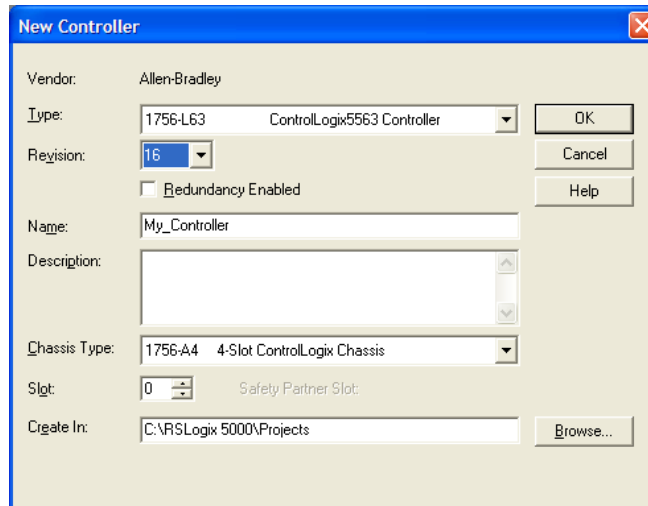 New Controller
Vendor: Allen-Bradley
Type: 1756-L63 ControlLogix5563 Controller OK
Revision: 16 Cancel
Redundancy Enabled Help
Name: My_Controller
Description:
Chassis Type: 1756-A4 4-Slot ControlLogix Chassis
Slot: 0 Safety Partner Slot:
Create In: C:\RSLogix 5000\Projects Browse...